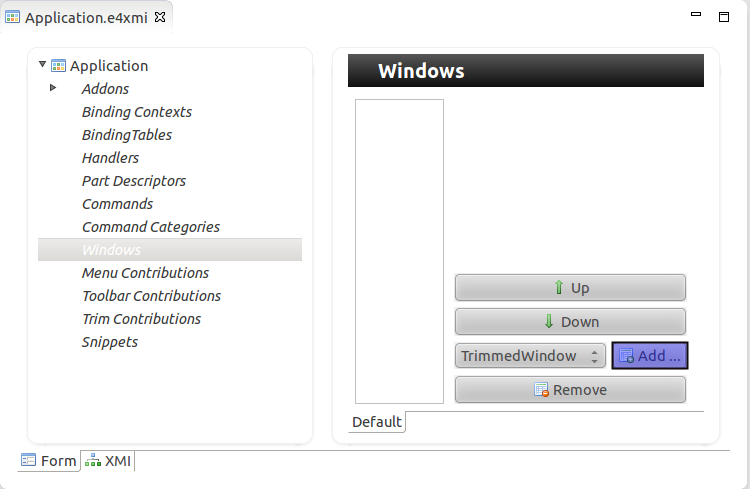 Application.e4xmi
Application
Addons
Binding Contexts
BindingTables
Handlers
Part Descriptors
Commands
Command Categories
Windows
Menu Contributions
Toolbar Contributions
Trim Contributions
Snippets
Windows
Up
Down
TrimmedWindow
Add ...
Remove
Default
Form
XMI